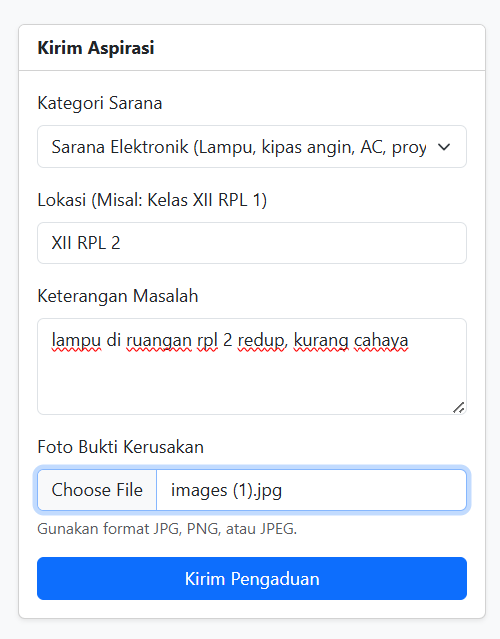 Kirim Aspirasi
Kategori Sarana
Sarana Elektronik (Lampu, kipas angin, AC, proy
Lokasi (Misal: Kelas XII RPL 1)
XII RPL 2
Keterangan Masalah
lampu di ruangan rpl 2 redup, kurang cahaya
Foto Bukti Kerusakan
Choose File images (1).jpg
Gunakan format JPG, PNG, atau JPEG.
Kirim Pengaduan